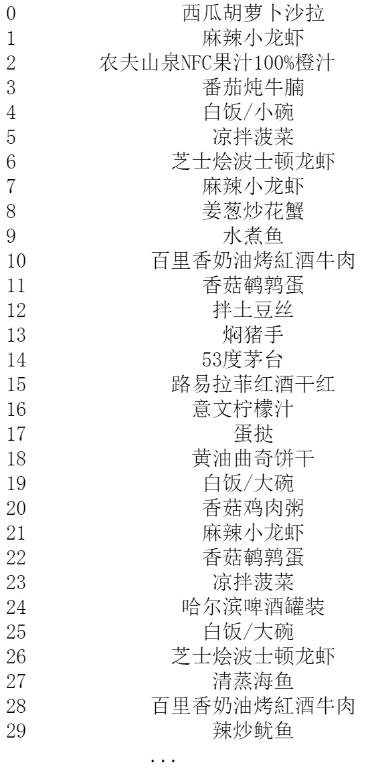 0 西瓜胡萝卜沙拉
1 麻辣小龙虾
2 农夫山泉NFC果汁100%橙汁
3 番茄炖牛腩
4 白饭/小碗
5 凉拌菠菜
6 芝士烩波士顿龙虾
7 麻辣小龙虾
8 姜葱炒花蟹
9 水煮鱼
10 百里香奶油烤紅酒牛肉
11 香菇鹌鹑蛋
12 拌土豆丝
13 焖猪手
14 53度茅台
15 路易拉菲红酒干红
16 意文柠檬汁
17 蛋挞
18 黄油曲奇饼干
19 白饭/大碗
20 香菇鸡肉粥
21 麻辣小龙虾
22 香菇鹌鹑蛋
23 凉拌菠菜
24 哈尔滨啤酒罐装
25 白饭/大碗
26 芝士烩波士顿龙虾
27 清蒸海鱼
28 百里香奶油烤紅酒牛肉
29 辣炒鱿鱼
...